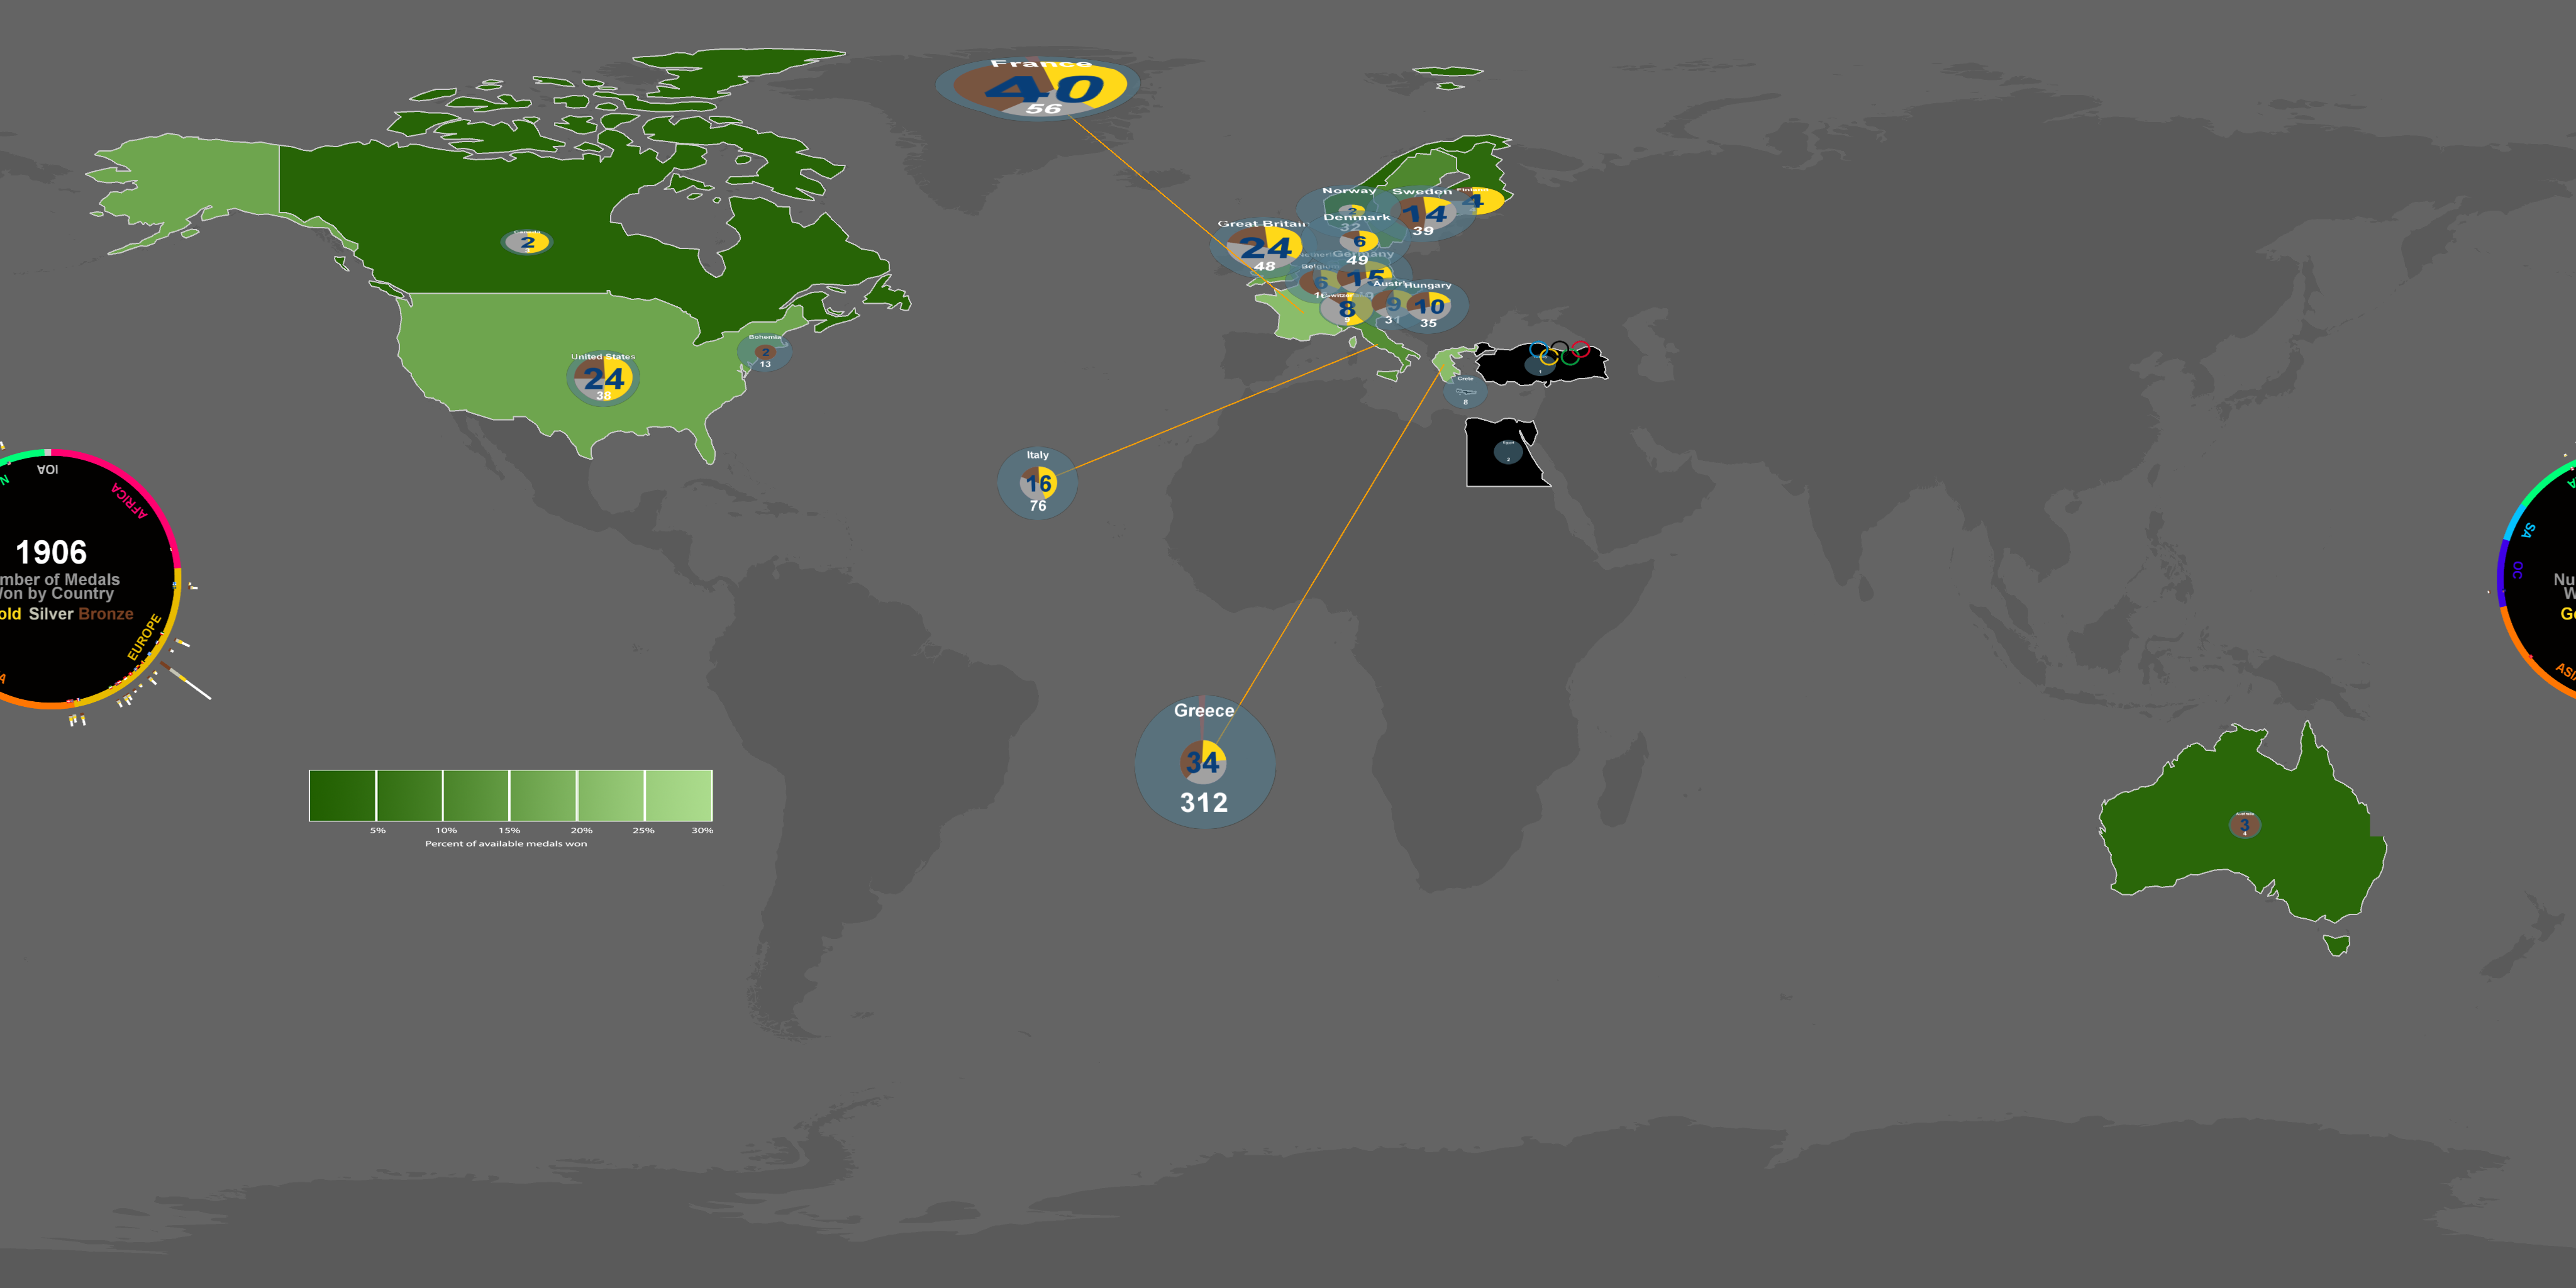 France
40
56
Norway
2
32
Sweden
14
39
Finland
4
Great Britain
24
48
Denmark
6
49
Germany
15
Belgium
6
Switzerland
8
9
Austria
9
31
Hungary
10
35
Canada
2
Bohemia
2
13
United States
24
38
Crete
8
Egypt
2
Italy
16
76
Greece
34
312
Australia
3
4
IOA
AFRICA
EUROPE
1906
mber of Medals
on by Country
old Silver Bronze
A
N
SA
OC
ASI
Nu
W
G
5% 10% 15% 20% 25% 30%
Percent of available medals won